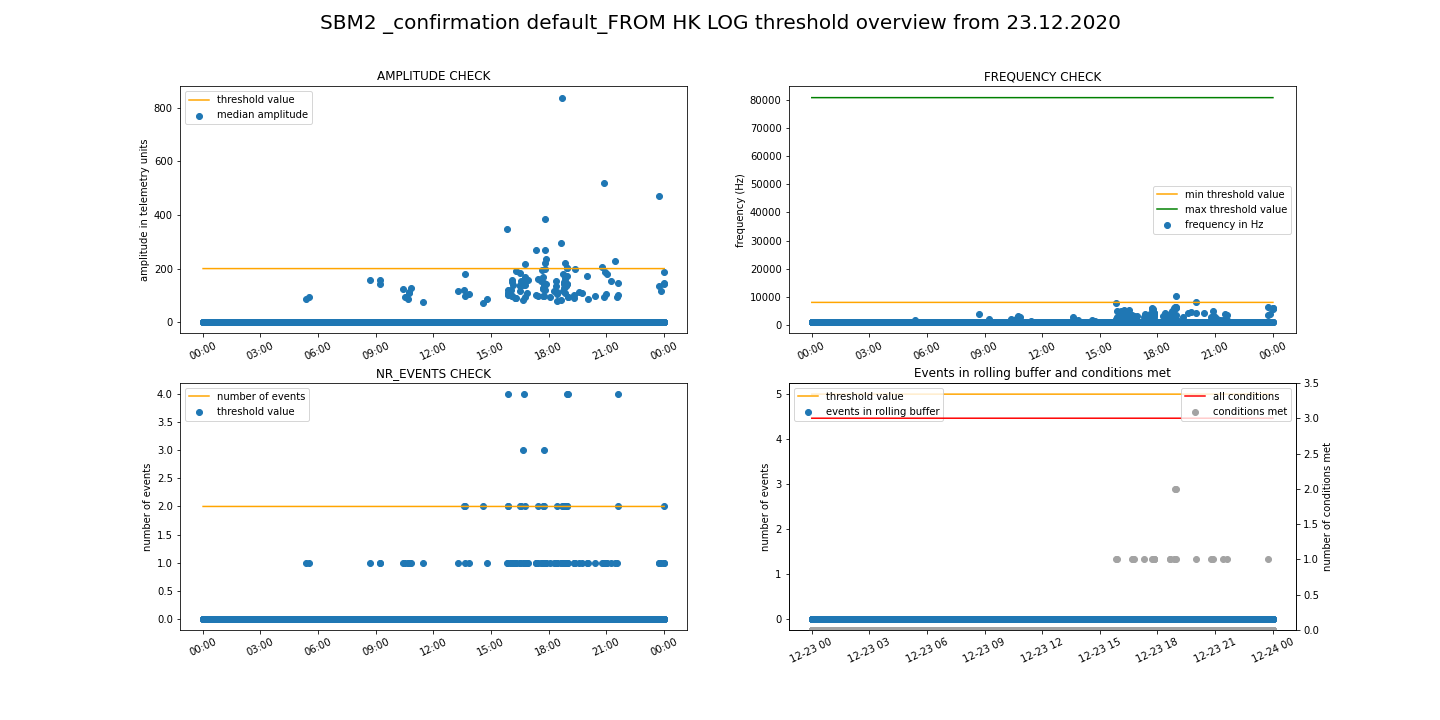 SBM2 _confirmation default_FROM HK LOG threshold overview from 23.12.2020
AMPLITUDE CHECK
threshold value
median amplitude
amplitude in telemetry units
800
600
400
200
0
00:00 03:00 06:00 09:00 12:00 15:00 18:00 21:00 00:00
FREQUENCY CHECK
min threshold value
max threshold value
frequency in Hz
frequency (Hz)
80000
70000
60000
50000
40000
30000
20000
10000
0
00:00 03:00 06:00 09:00 12:00 15:00 18:00 21:00 00:00
NR_EVENTS CHECK
number of events
threshold value
number of events
4.0
3.5
3.0
2.5
2.0
1.5
1.0
0.5
0.0
00:00 03:00 06:00 09:00 12:00 15:00 18:00 21:00 00:00
Events in rolling buffer and conditions met
threshold value
events in rolling buffer
all conditions
conditions met
number of events
5
4
3
2
1
0
number of conditions met
3.5
3.0
2.5
2.0
1.5
1.0
0.5
0.0
12-23 00 12-23 03 12-23 06 12-23 09 12-23 12 12-23 15 12-23 18 12-23 21 12-24 00